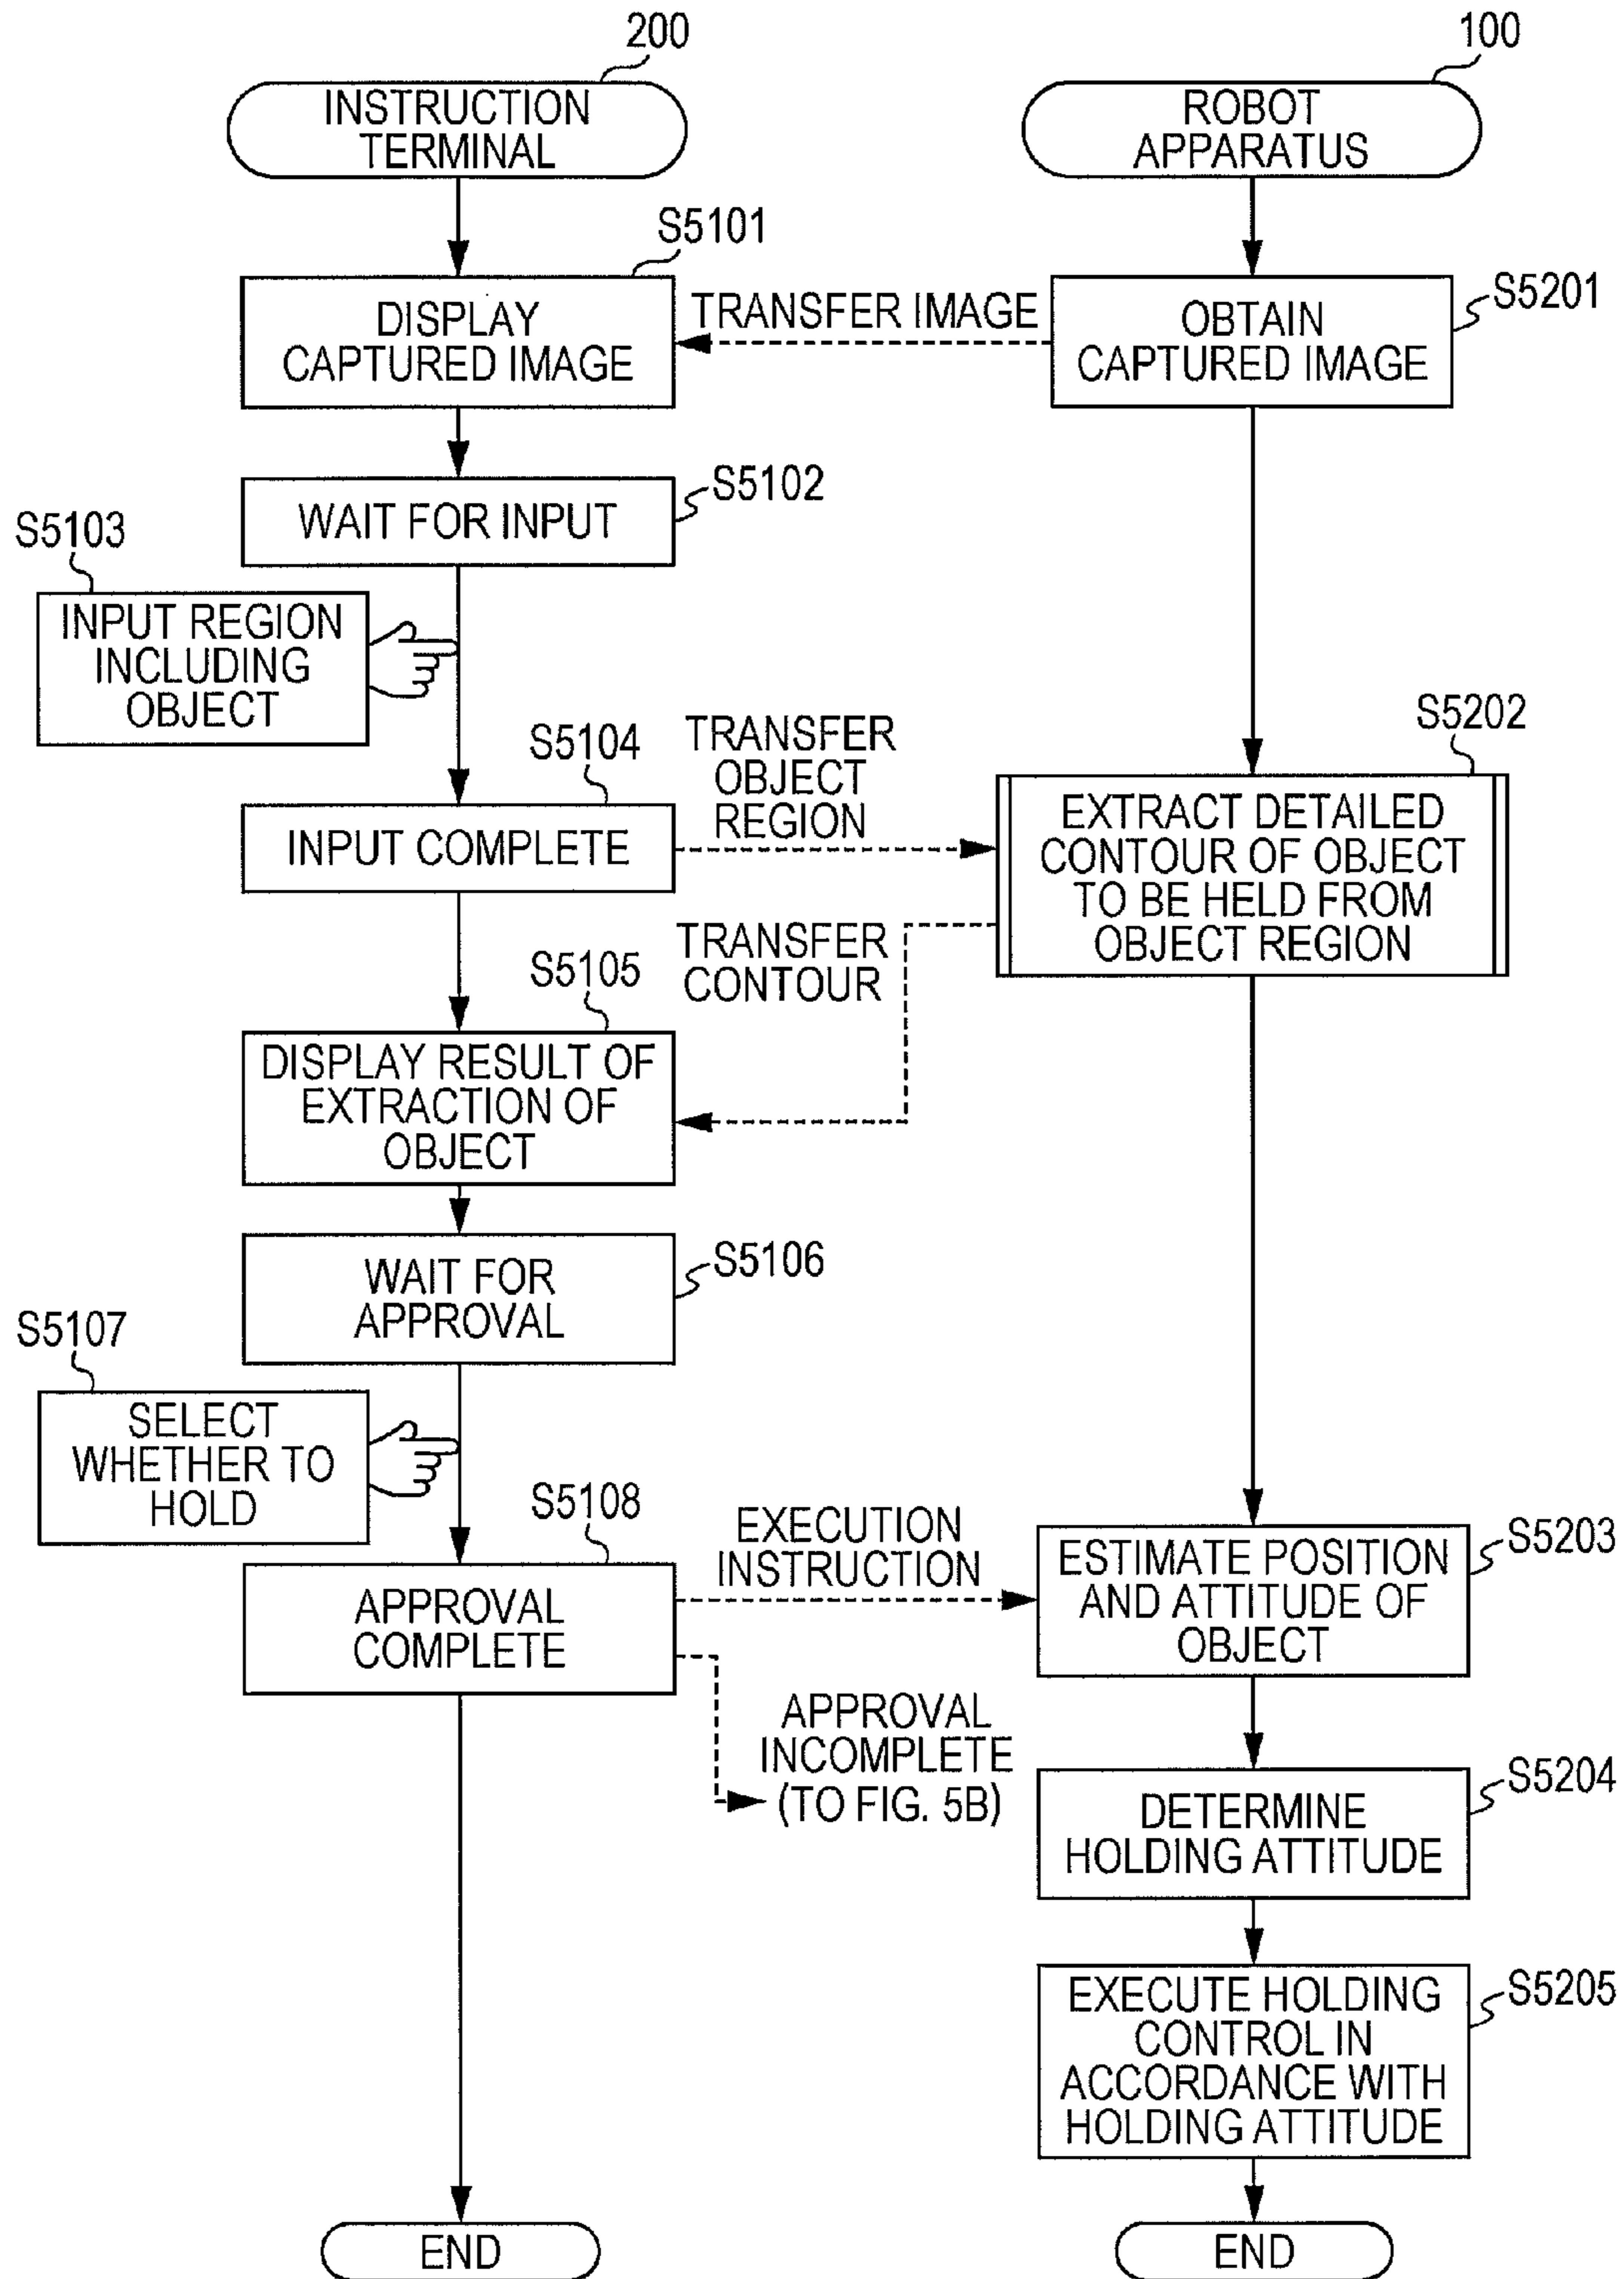 200
INSTRUCTION
TERMINAL
100
ROBOT
APPARATUS
S5101
DISPLAY
CAPTURED IMAGE
TRANSFER IMAGE
S5201
OBTAIN
CAPTURED IMAGE
S5102
WAIT FOR INPUT
S5103
INPUT REGION
INCLUDING
OBJECT
S5104
INPUT COMPLETE
TRANSFER
OBJECT
REGION
S5202
EXTRACT DETAILED
CONTOUR OF OBJECT
TO BE HELD FROM
OBJECT REGION
TRANSFER
CONTOUR
S5105
DISPLAY RESULT OF
EXTRACTION OF
OBJECT
S5106
WAIT FOR
APPROVAL
S5107
SELECT
WHETHER TO
HOLD
S5108
APPROVAL
COMPLETE
EXECUTION
INSTRUCTION
S5203
ESTIMATE POSITION
AND ATTITUDE OF
OBJECT
APPROVAL
INCOMPLETE
(TO FIG. 5B)
S5204
DETERMINE
HOLDING ATTITUDE
S5205
EXECUTE HOLDING
CONTROL IN
ACCORDANCE WITH
HOLDING ATTITUDE
END
END